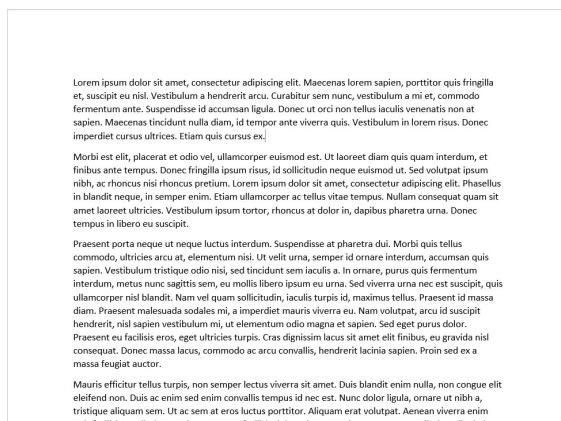 Lorem ipsum dolor sit amet, consectetur adipiscing elit. Maecenas lorem sapien, porttitor quis fringilla
et, suscipit eu nisl. Vestibulum a hendrerit arcu. Curabitur sem nunc, vestibulum a mi et, commodo
fermentum ante. Suspendisse id accumsan ligula. Donec ut orci non tellus iaculis venenatis non at
sapien. Maecenas tincidunt nulla diam, id tempor ante viverra quis. Vestibulum in lorem risus. Donec
imperdiet cursus ultrices. Etiam quis cursus ex.
Morbi est elit, placerat et odio vel, ullamcorper euismod est. Ut laoreet diam quis quam interdum, et
finibus ante tempus. Donec fringilla ipsum risus, id sollicitudin neque euismod ut. Sed volutpat ipsum
nibh, ac rhoncus nisi rhoncus pretium. Lorem ipsum dolor sit amet, consectetur adipiscing elit. Phasellus
in blandit neque, in semper enim. Etiam ullamcorper ac tellus vitae tempus. Nullam consequat quam sit
amet laoreet ultricies. Vestibulum ipsum tortor, rhoncus at dolor in, dapibus pharetra urna. Donec
tempus in libero eu suscipit.
Praesent porta neque ut neque luctus interdum. Suspendisse at pharetra dui. Morbi quis tellus
commodo, ultricies arcu at, elementum nisi. Ut velit urna, semper id ornare interdum, accumsan quis
sapien. Vestibulum tristique odio nisi, sed tincidunt sem iaculis a. In ornare, purus quis fermentum
interdum, metus nunc sagittis sem, eu mollis libero ipsum eu urna. Sed viverra urna nec est suscipit, quis
ullamcorper nisl blandit. Nam vel quam sollicitudin, iaculis turpis id, maximus tellus. Praesent id massa
diam. Praesent malesuada sodales mi, a imperdiet mauris viverra eu. Nam volutpat, arcu id suscipit
hendrerit, nisl sapien vestibulum mi, ut elementum odio magna et sapien. Sed eget purus dolor.
Praesent eu facilisis eros, eget ultricies turpis. Cras dignissim lacus sit amet elit finibus, eu gravida nisl
consequat. Donec massa lacus, commodo ac arcu convallis, hendrerit lacinia sapien. Proin sed ex a
massa feugiat auctor.
Mauris efficitur tellus turpis, non semper lectus viverra sit amet. Duis blandit enim nulla, non congue elit
eleifend non. Duis ac enim sed enim convallis tempus id nec est. Nunc dolor ligula, ornare ut nibh a,
tristique aliquam sem. Ut ac sem at eros luctus porttitor. Aliquam erat volutpat. Aenean viverra enim